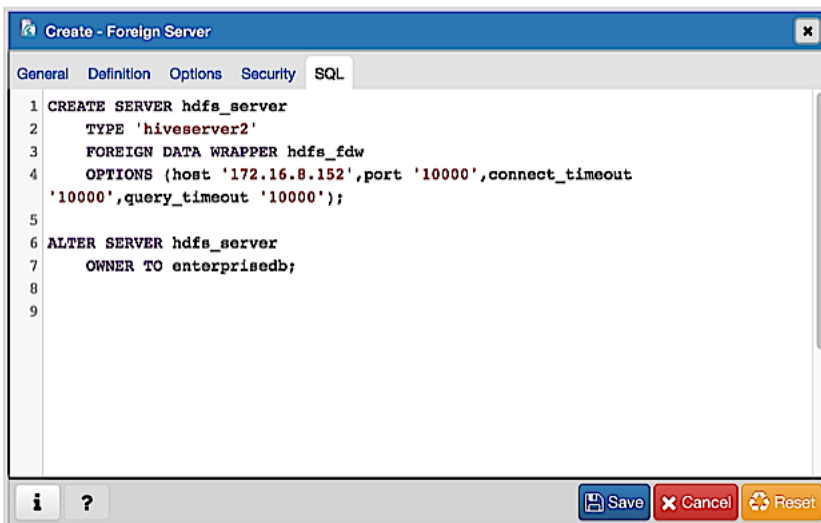 Create - Foreign Server
General Definition Options Security SQL
1 CREATE SERVER hdfs_server
2 TYPE 'hiveserver2'
3 FOREIGN DATA WRAPPER hdfs_fdw
4 OPTIONS (host '172.16.8.152',port '10000',connect_timeout
'10000',query_timeout '10000');
5
6 ALTER SERVER hdfs_server
7 OWNER TO enterprisedb;
8
9
i ? Save Cancel Reset